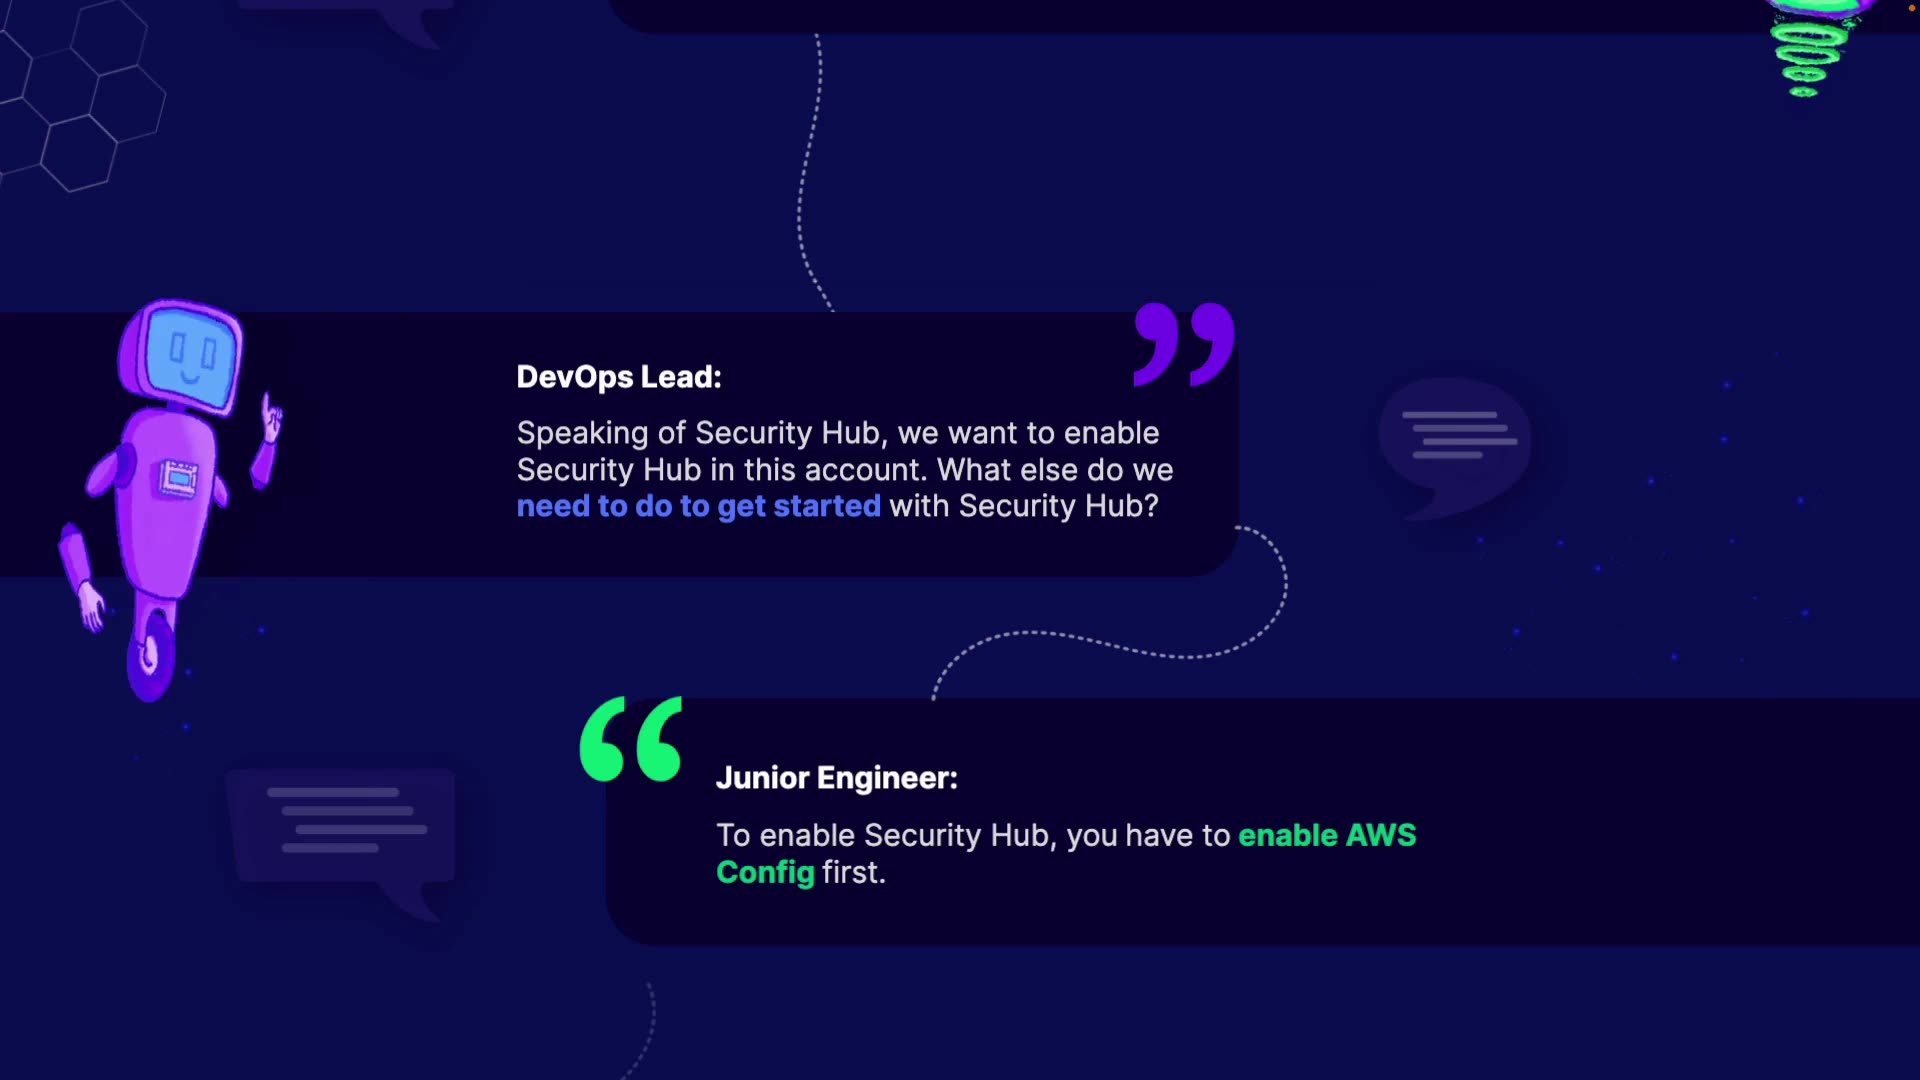 DevOps Lead:
Speaking of Security Hub, we want to enable
Security Hub in this account. What else do we
need to do to get started with Security Hub?
Junior Engineer:
To enable Security Hub, you have to enable AWS
Config first.